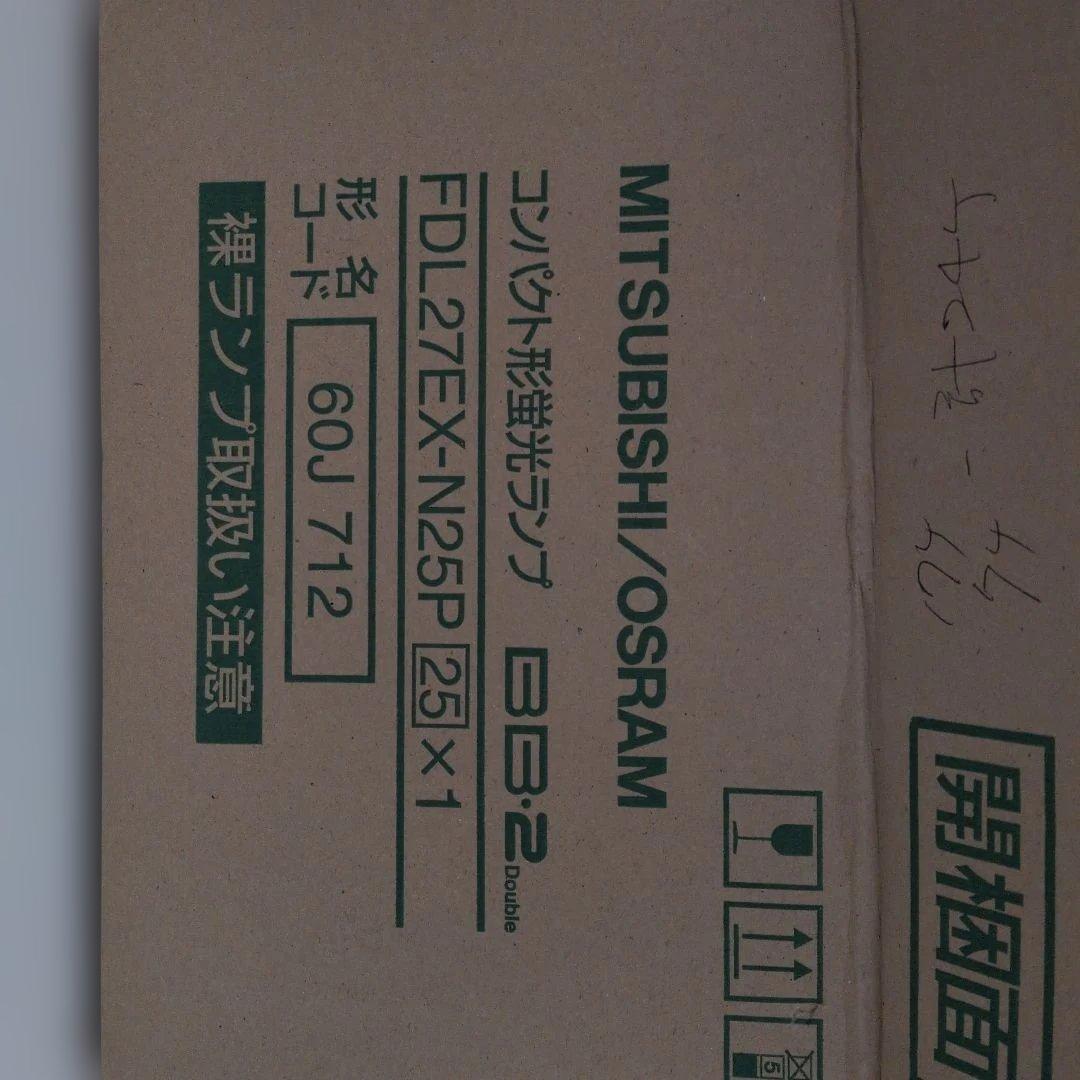 開梱面
MITSUBISHI/OSRAM
コンパクト形蛍光ランプ BB・2 Double
FDL27EX-N25P 25×1
形名
コード 60J 712
裸ランプ取扱い注意
5